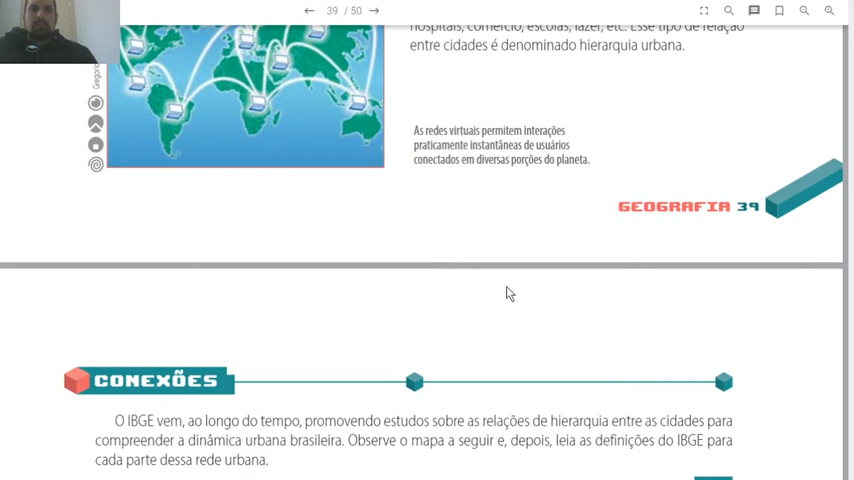 39 / 50
hospitais, comércio, escolas, lazer, etc. Esse tipo de relação
entre cidades é denominado hierarquia urbana.
As redes virtuais permitem interações
praticamente instantâneas de usuários
conectados em diversas porções do planeta.
GEOGRAFIA 39
CONEXÕES
O IBGE vem, ao longo do tempo, promovendo estudos sobre as relações de hierarquia entre as cidades para
compreender a dinâmica urbana brasileira. Observe o mapa a seguir e, depois, leia as definições do IBGE para
cada parte dessa rede urbana.